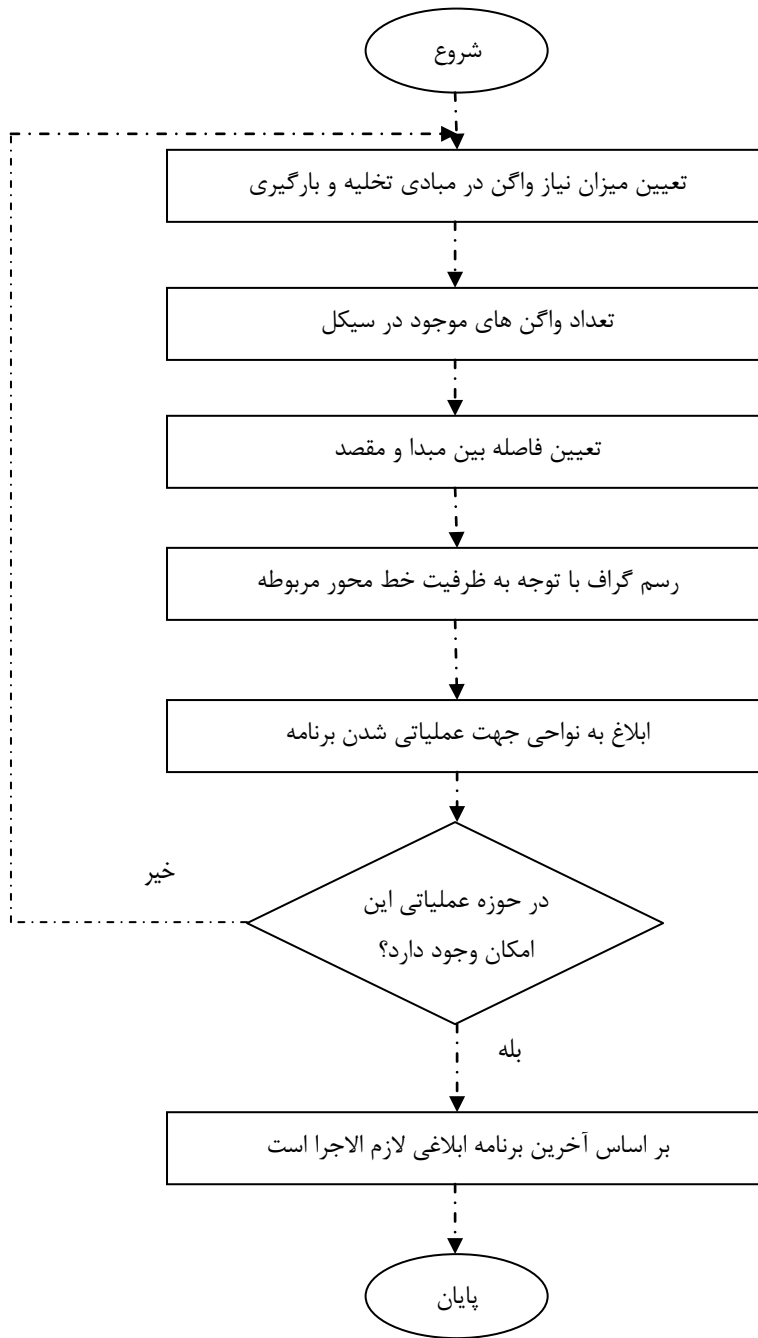 شروع
تعیین میزان نیاز واگن در مبادی تخلیه و بارگیری
تعداد واگن های موجود در سیکل
تعیین فاصله بین مبدا و مقصد
رسم گراف با توجه به ظرفیت خط محور مربوطه
ابلاغ به نواحی جهت عملیاتی شدن برنامه
خیر
در حوزه عملیاتی این
امکان وجود دارد؟
بله
بر اساس آخرین برنامه ابلاغی لازم الاجرا است
پایان